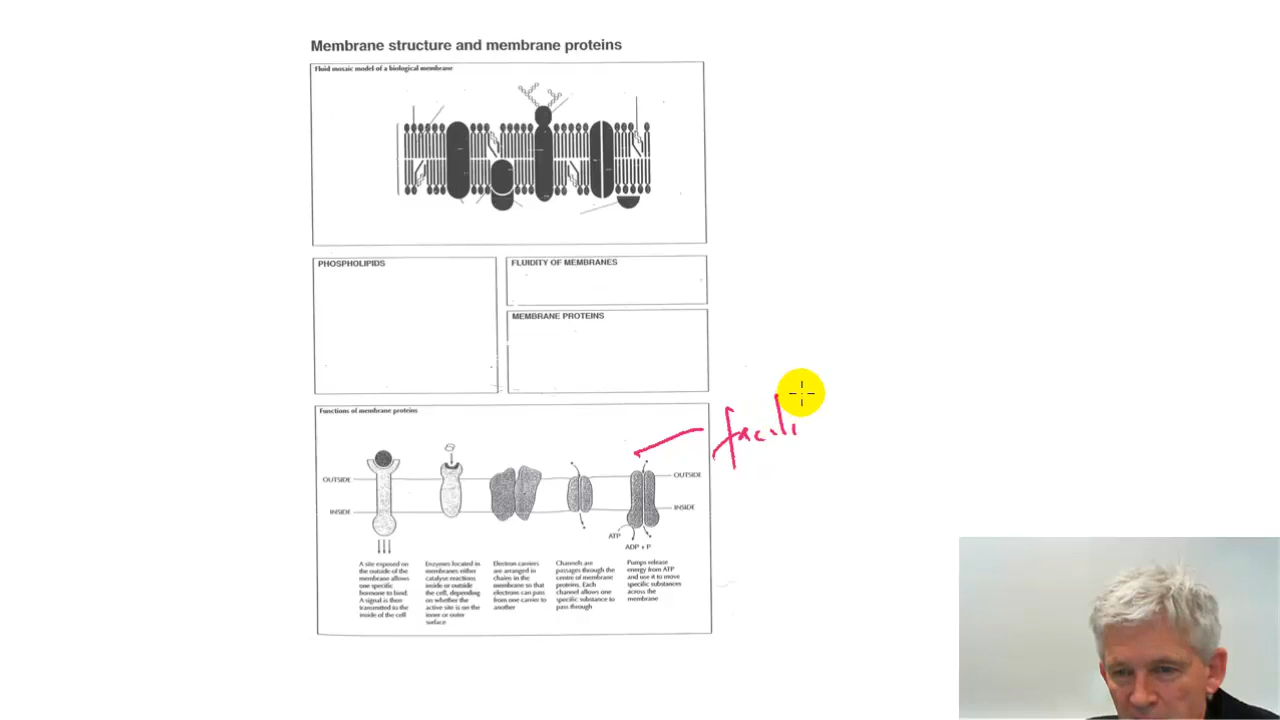 Membrane structure and membrane proteins
Fluid mosaic model of a biological membrane
PHOSPHOLIPIDS
FLUIDITY OF MEMBRANES
MEMBRANE PROTEINS
Functions of membrane proteins
facili
OUTSIDE
OUTSIDE
INSIDE
INSIDE
ATP
ADP + P
A site exposed on
the outside of the
membrane allows
one specific
hormone to bind.
A signal is then
transmitted to the
inside of the cell
Enzymes located in
membranes either
catalyse reactions
inside or outside
the cell, depending
on whether the
active site is on the
inner or outer
surface
Electron carriers
are arranged in
chains in the
membrane so that
electrons can pass
from one carrier to
another
Channels are
passages through the
centre of membrane
proteins. Each
channel allows one
specific substance to
pass through
Pumps release
energy from ATP
and use it to move
specific substances
across the
membrane